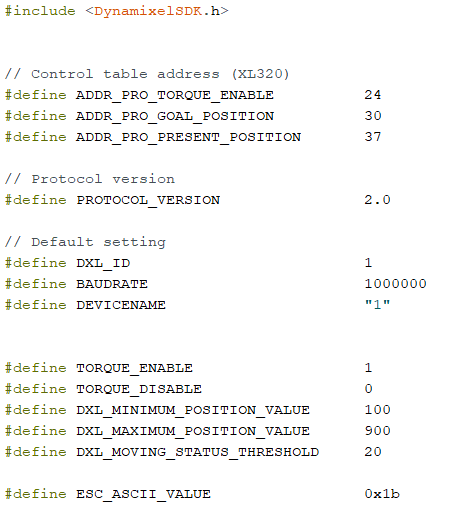 #include <DynamixelSDK.h>
// Control table address (XL320)
#define ADDR_PRO_TORQUE_ENABLE 24
#define ADDR_PRO_GOAL_POSITION 30
#define ADDR_PRO_PRESENT_POSITION 37
// Protocol version
#define PROTOCOL_VERSION 2.0
// Default setting
#define DXL_ID 1
#define BAUDRATE 1000000
#define DEVICENAME "1"
#define TORQUE_ENABLE 1
#define TORQUE_DISABLE 0
#define DXL_MINIMUM_POSITION_VALUE 100
#define DXL_MAXIMUM_POSITION_VALUE 900
#define DXL_MOVING_STATUS_THRESHOLD 20
#define ESC_ASCII_VALUE 0x1b